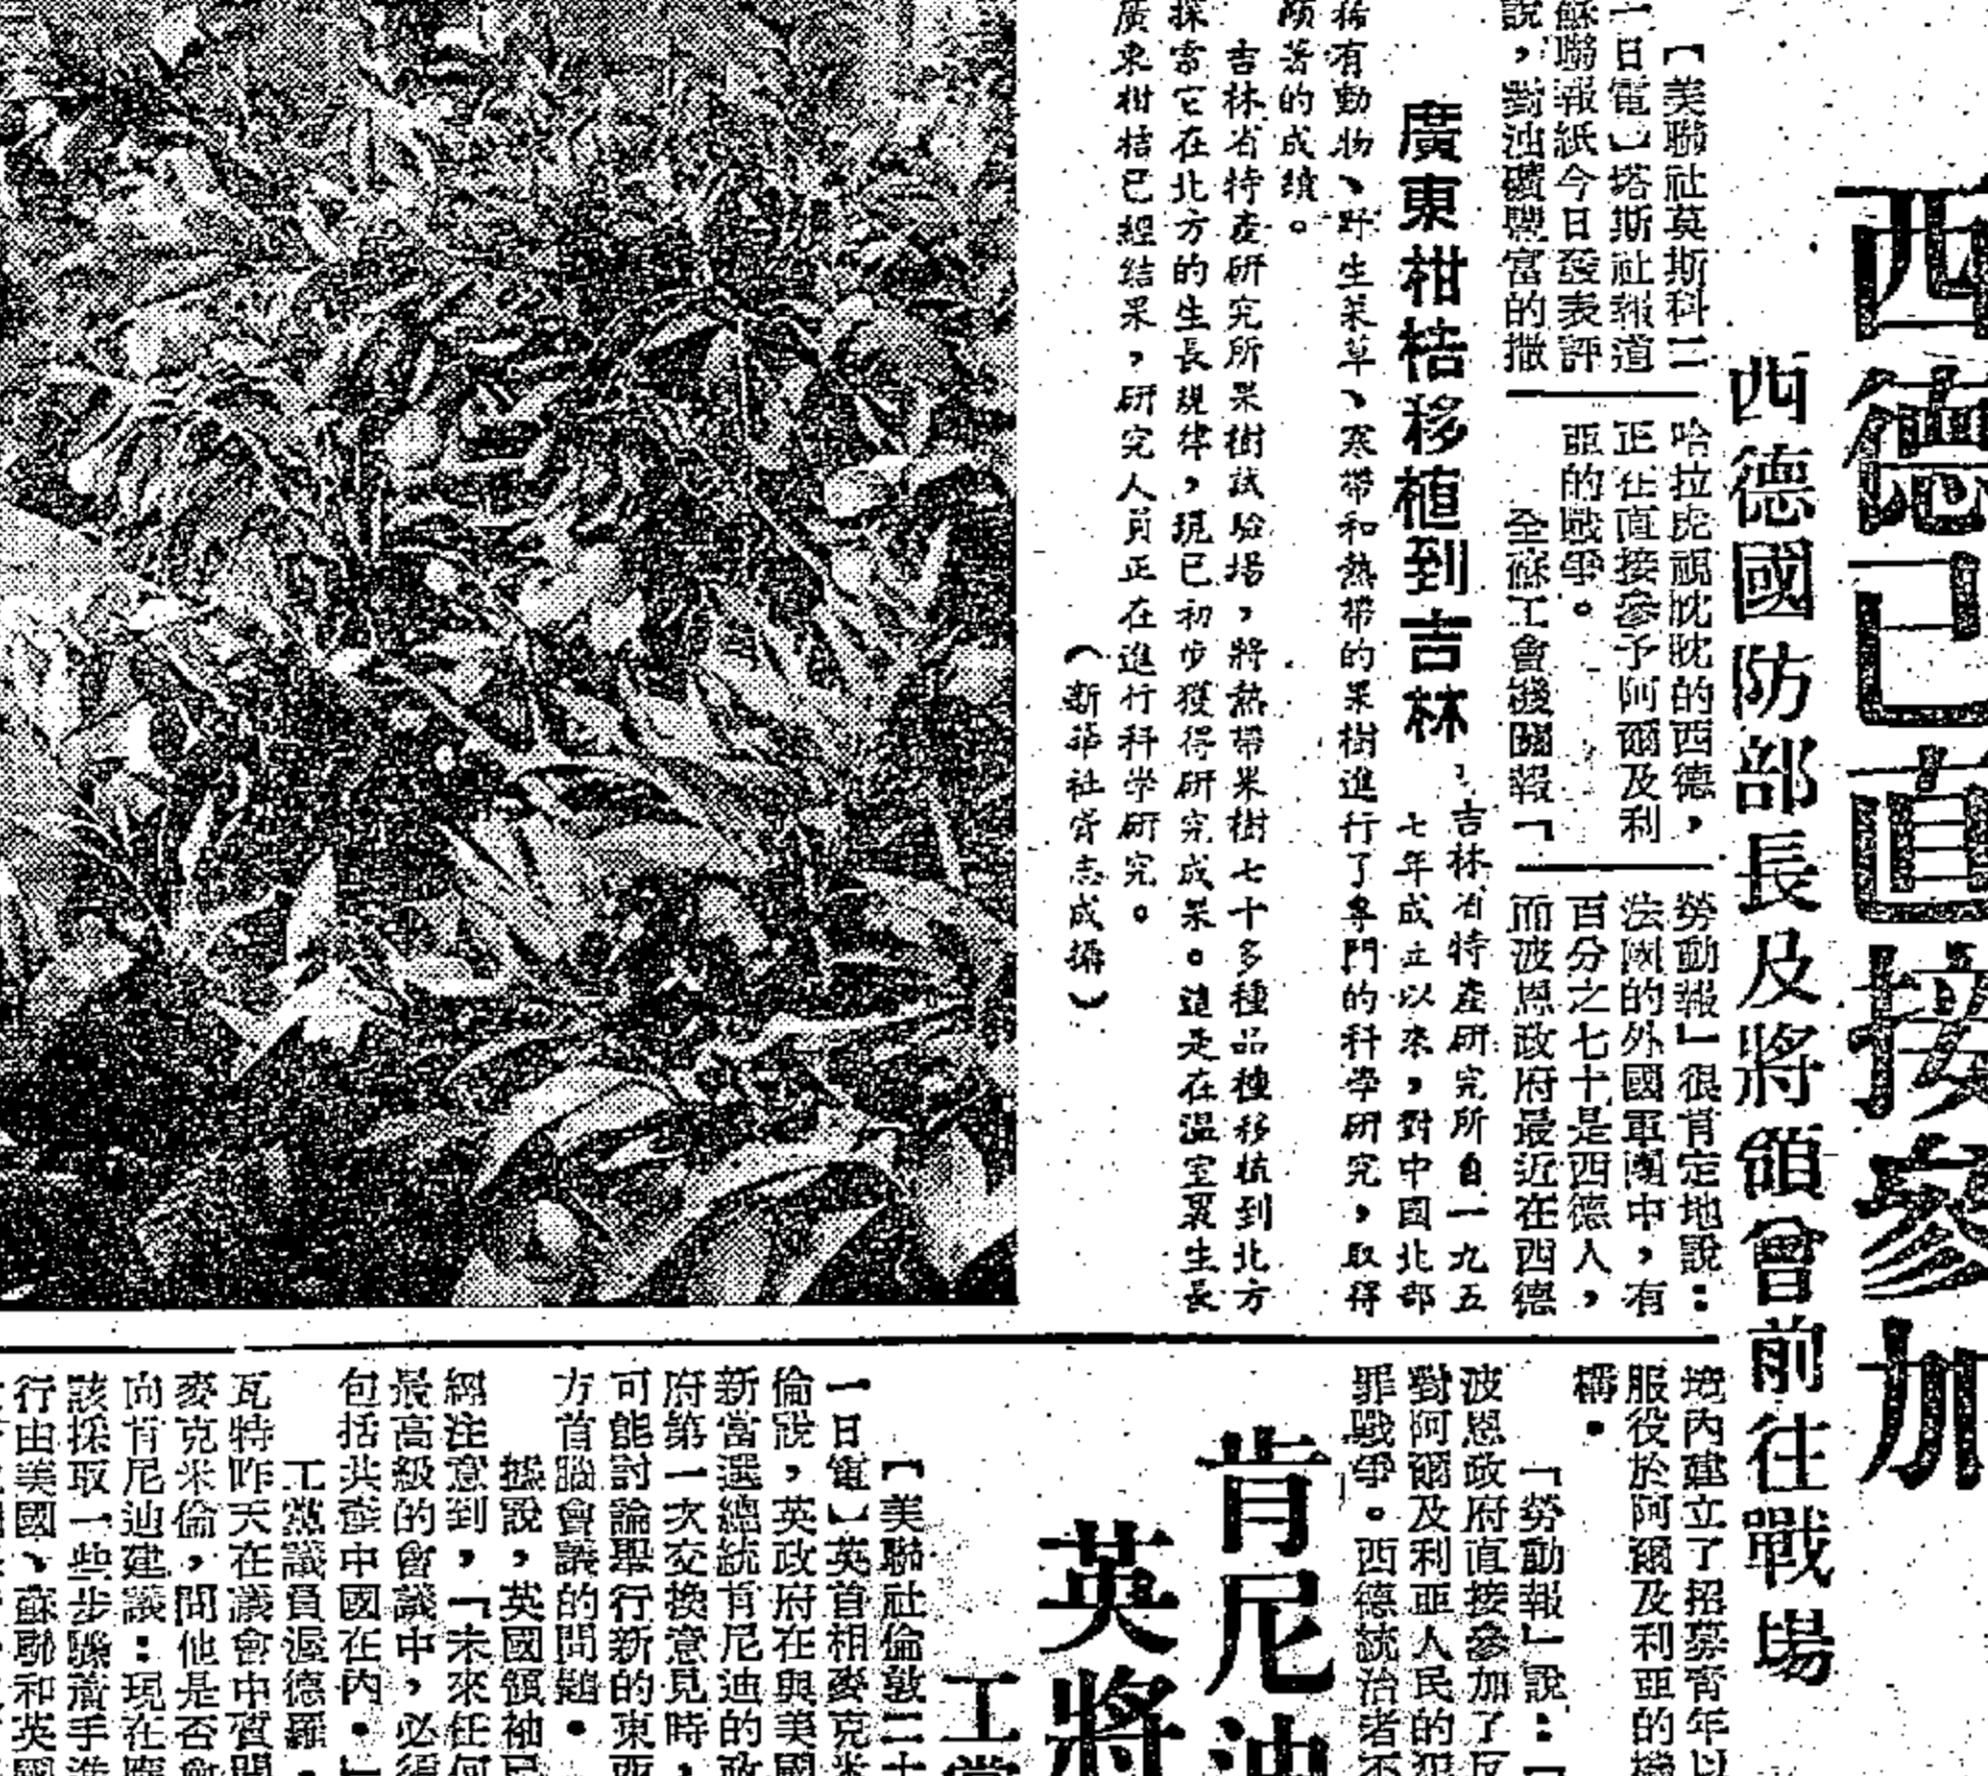 西德已直接參加
西德國防部長及將領曾前往戰場
【美聯社莫斯科二
一日電】塔斯社報道
蘇聯報紙今日發表評
說，對油礦豐富的撒
哈拉虎視眈眈的西德，
正在直接參予阿爾及利
亞的戰爭。
全蘇工會機關報「
勞動報」很肯定地說：
法國的外國軍團中，有
百分之七十是西德人，
而波恩政府最近在西德
境內建立了招募青年以
服役於阿爾及利亞的機
構。
「勞動報」說：「
波恩政府直接參加了反
對阿爾及利亞人民的犯
罪戰爭。西德統治者不
廣東柑桔移植到吉林
吉林省特產研究所自一九五
七年成立以來，對中國北部
稀有動物、野生菜草、寒帶和熱帶的果樹進行了專門的科學研究，取得
顯著的成績。
吉林省特產研究所果樹試驗場，將熱帶果樹七十多種品種移植到北方
探索它在北方的生長規律，現已初步獲得研究成果。這是在溫室裏生長
廣東柑桔已經結果，研究人員正在進行科學研究。
（新華社胥志成攝）
肯尼迪
英將
工黨
【美聯社倫敦二十
一日電】英首相麥克米
倫說，英政府在與美國
新當選總統肯尼迪的政
府第一次交換意見時，
可能討論舉行新的東西
方首腦會議的問題。
據說，英國領袖已
經注意到，「未來任何
最高級的會議中，必須
包括共產中國在內。」
工黨議員渥德羅·
瓦特昨天在議會中質問
麥克米倫，問他是否會
向肯尼迪建議：現在應
該採取一些步驟着手進
行由美國、蘇聯和英國